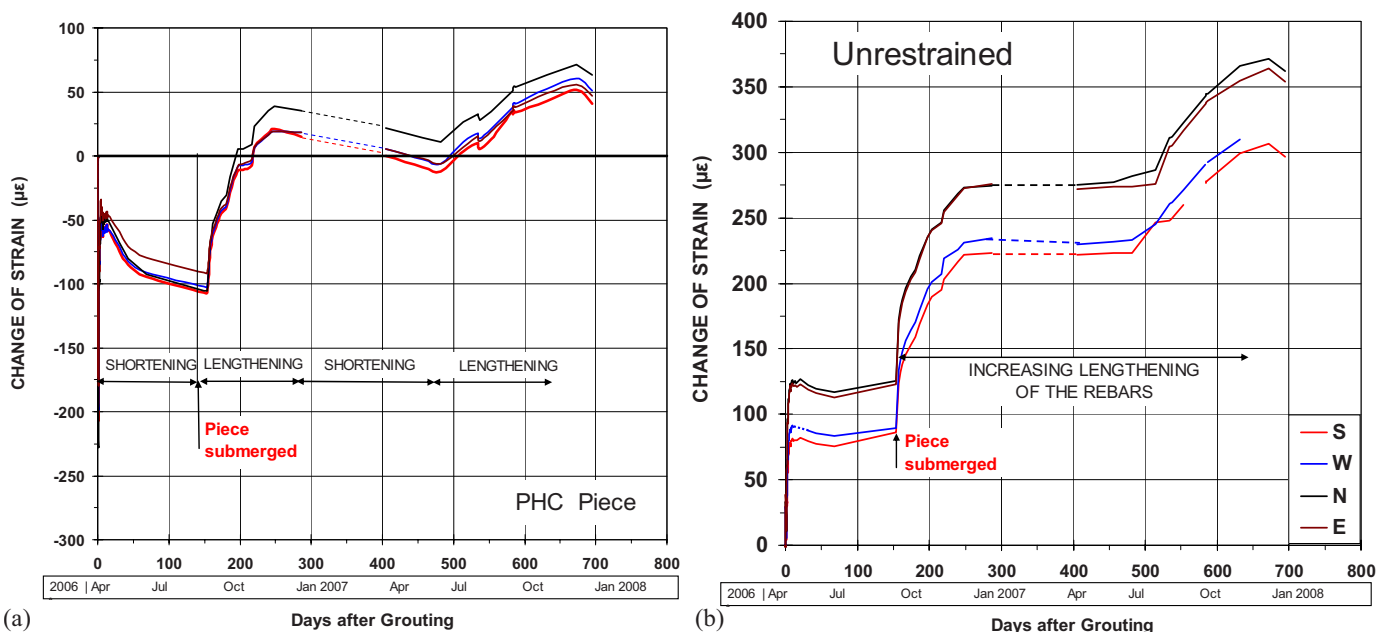 100
50
0
-50
-100
-150
-200
-250
-300
CHANGE OF STRAIN (µε)
SHORTENING
LENGTHENING
SHORTENING
LENGTHENING
Piece
submerged
PHC Piece
0 100 200 300 400 500 600 700 800
2006 | Apr Jul Oct Jan 2007 Apr Jul Oct Jan 2008
(a)
Days after Grouting
400
350
300
250
200
150
100
50
0
CHANGE OF STRAIN (µε)
Unrestrained
INCREASING LENGTHENING
OF THE REBARS
Piece
submerged
S
W
N
E
0 100 200 300 400 500 600 700 800
2006 | Apr Jul Oct Jan 2007 Apr Jul Oct Jan 2008
(b)
Days after Grouting